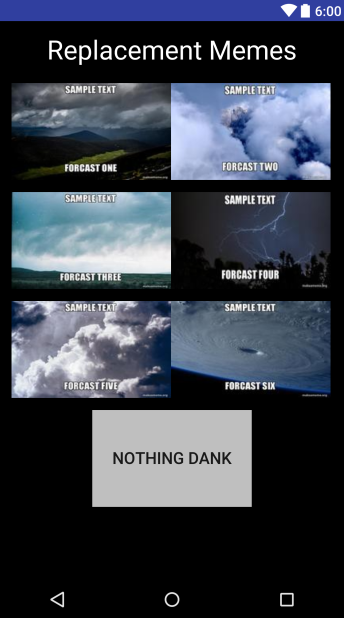 6:00
Replacement Memes
SAMPLE TEXT
FORCAST ONE
SAMPLE TEXT
FORCAST TWO
SAMPLE TEXT
FORCAST THREE
SAMPLE TEXT
FORCAST FOUR
SAMPLE TEXT
FORCAST FIVE
SAMPLE TEXT
FORCAST SIX
NOTHING DANK